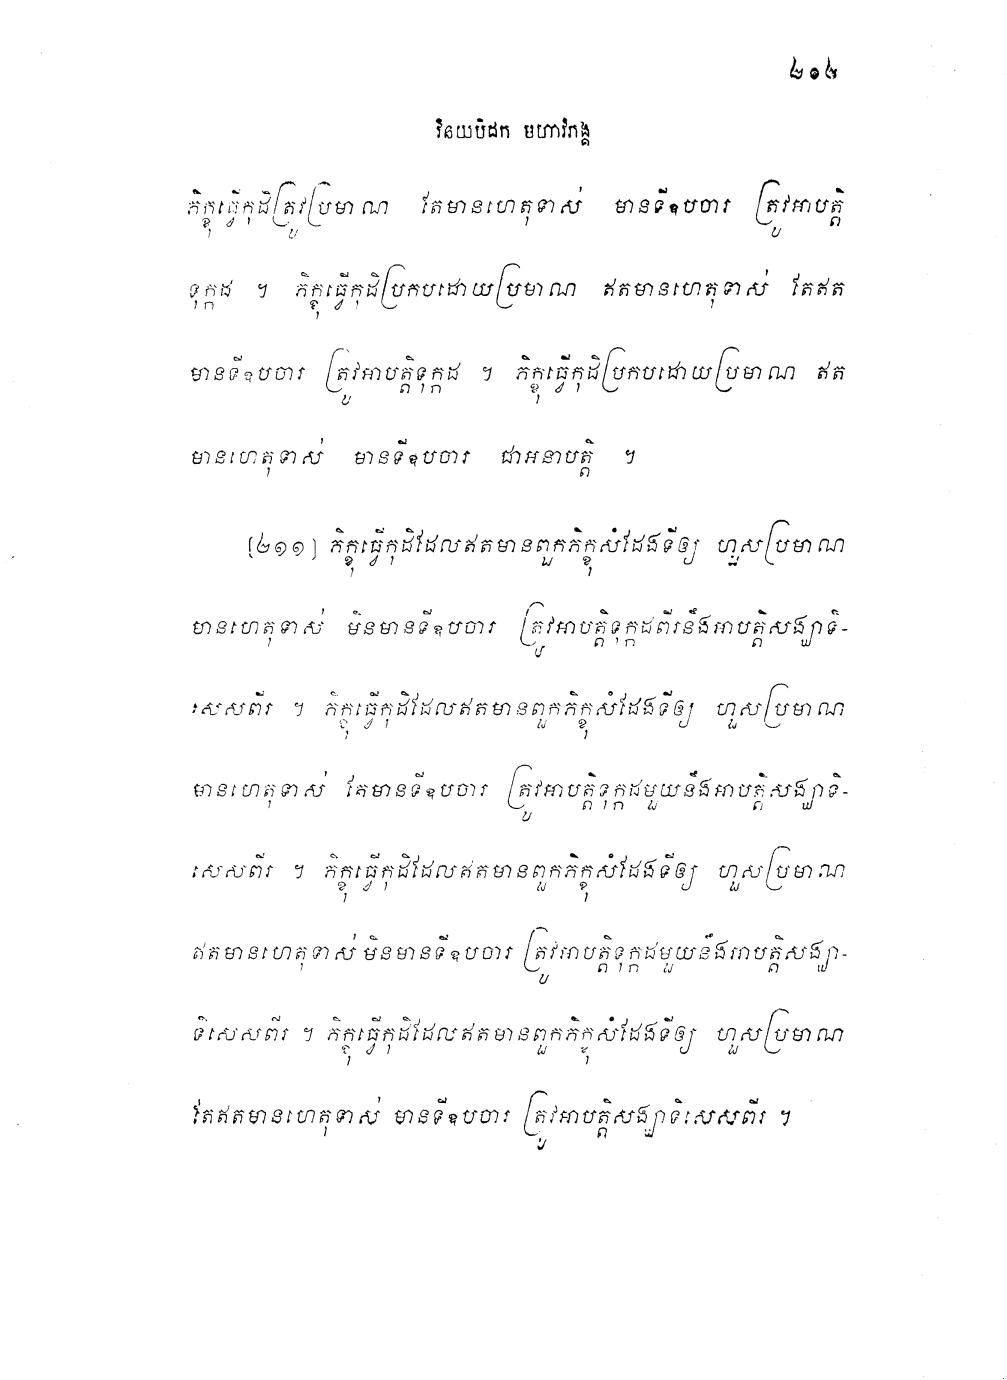 ២១៤
វិនយបិដក មហាវិភង្គ
ភិក្ខុធ្វើកុដិត្រូវប្រមាណ តែមានហេតុទាស់ មានទីឧបចារ ត្រូវអាបត្តិ
ទុក្កដ ។ ភិក្ខុធ្វើកុដិប្រកបដោយប្រមាណ ឥតមានហេតុទាស់ តែឥត
មានទីឧបចារ ត្រូវអាបត្តិទុក្កដ ។ ភិក្ខុធ្វើកុដិប្រកបដោយប្រមាណ ឥត
មានហេតុទាស់ មានទីឧបចារ ជាអនាបត្តិ ។
[២១១] ភិក្ខុធ្វើកុដិដែលឥតមានពួកភិក្ខុសំដែងទីឲ្យ ហួសប្រមាណ
មានហេតុទាស់ មិនមានទីឧបចារ ត្រូវអាបត្តិទុក្កដពីរនឹងអាបត្តិសង្ឃាទិ-
សេសពីរ ។ ភិក្ខុធ្វើកុដិដែលឥតមានពួកភិក្ខុសំដែងទីឲ្យ ហួសប្រមាណ
មានហេតុទាស់ តែមានទីឧបចារ ត្រូវអាបត្តិទុក្កដមួយនឹងអាបត្តិសង្ឃាទិ-
សេសពីរ ។ ភិក្ខុធ្វើកុដិដែលឥតមានពួកភិក្ខុសំដែងទីឲ្យ ហួសប្រមាណ
ឥតមានហេតុទាស់ មិនមានទីឧបចារ ត្រូវអាបត្តិទុក្កដមួយនឹងអាបត្តិសង្ឃា-
ទិសេសពីរ ។ ភិក្ខុធ្វើកុដិដែលឥតមានពួកភិក្ខុសំដែងទីឲ្យ ហួសប្រមាណ
តែឥតមានហេតុទាស់ មានទីឧបចារ ត្រូវអាបត្តិសង្ឃាទិសេសពីរ ។